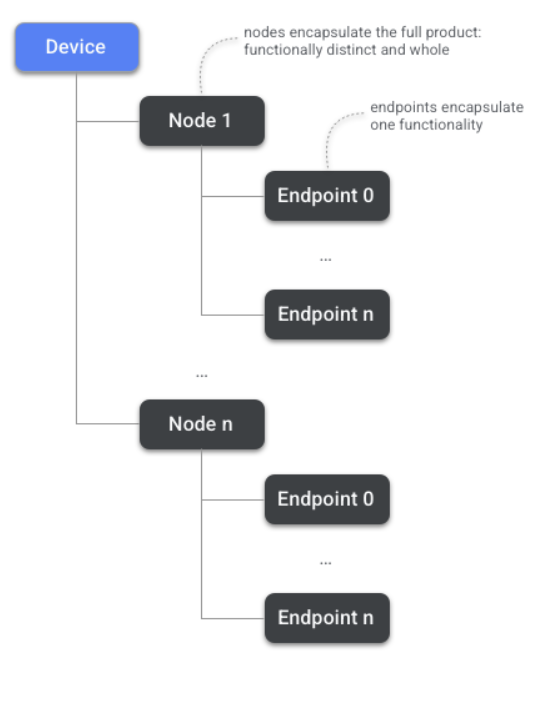 Device
nodes encapsulate the full product:
functionally distinct and whole
Node 1
endpoints encapsulate
one functionality
Endpoint 0
...
Endpoint n
...
Node n
Endpoint 0
...
Endpoint n